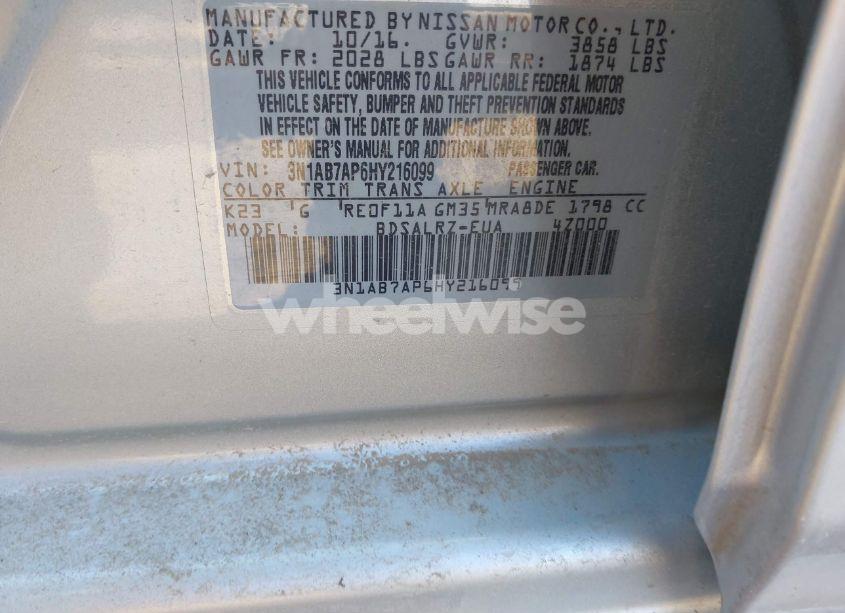 MANUFACTURED BY NISSAN MOTOR CO., LTD.
DATE: 10/16. GVWR: 3858 LBS
GAWR FR: 2028 LBS GAWR RR: 1874 LBS
THIS VEHICLE CONFORMS TO ALL APPLICABLE FEDERAL MOTOR
VEHICLE SAFETY, BUMPER AND THEFT PREVENTION STANDARDS
IN EFFECT ON THE DATE OF MANUFACTURE SHOWN ABOVE.
SEE OWNER'S MANUAL FOR ADDITIONAL INFORMATION.
VIN: 3N1AB7AP6HY216099 PASSENGER CAR.
COLOR TRIM TRANS AXLE ENGINE
K23 G RE0F11A GM35 MRA8DE 1798 CC
MODEL: BDSALRZ-EUA 4Z000
3N1AB7AP6HY216099
wheelwise